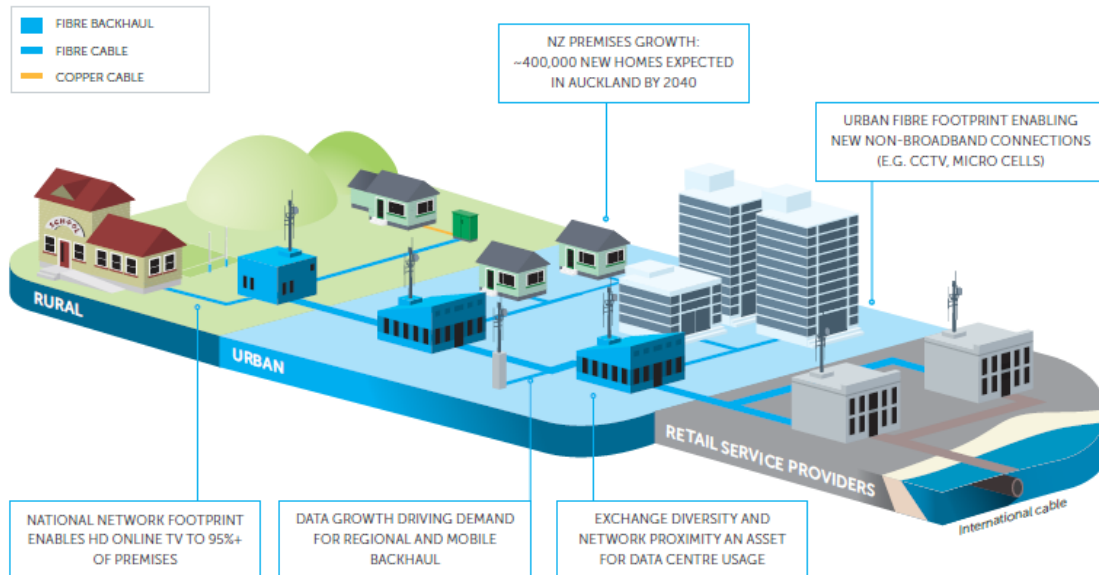 FIBRE BACKHAUL
FIBRE CABLE
COPPER CABLE
NZ PREMISES GROWTH:
~400,000 NEW HOMES EXPECTED
IN AUCKLAND BY 2040
URBAN FIBRE FOOTPRINT ENABLING
NEW NON-BROADBAND CONNECTIONS
(E.G. CCTV, MICRO CELLS)
SCHOOL
RURAL
URBAN
RETAIL SERVICE PROVIDERS
International cable
NATIONAL NETWORK FOOTPRINT
ENABLES HD ONLINE TV TO 95%+
OF PREMISES
DATA GROWTH DRIVING DEMAND
FOR REGIONAL AND MOBILE
BACKHAUL
EXCHANGE DIVERSITY AND
NETWORK PROXIMITY AN ASSET
FOR DATA CENTRE USAGE